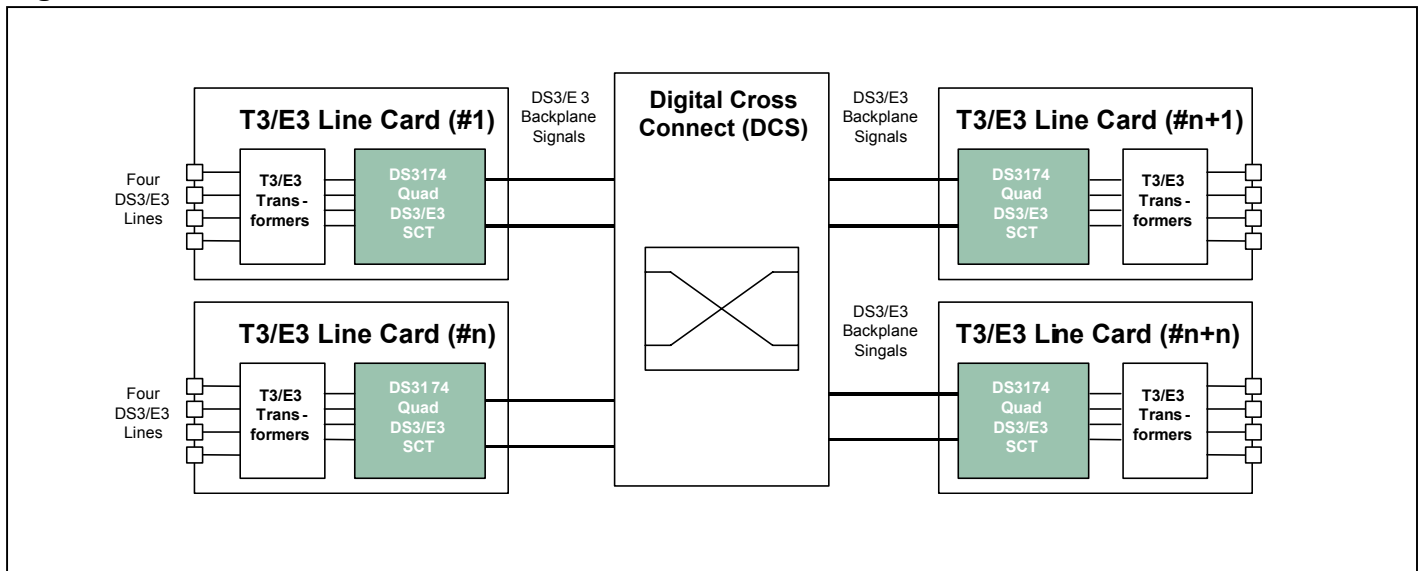 T3/E3 Line Card (#1)
Four
DS3/E3
Lines
T3/E3
Trans-
formers
DS3174
Quad
DS3/E3
SCT
DS3/E3
Backplane
Signals
Digital Cross
Connect (DCS)
DS3/E3
Backplane
Signals
T3/E3 Line Card (#n+1)
DS3174
Quad
DS3/E3
SCT
T3/E3
Trans-
formers
T3/E3 Line Card (#n)
Four
DS3/E3
Lines
T3/E3
Trans-
formers
DS3174
Quad
DS3/E3
SCT
DS3/E3
Backplane
Singals
T3/E3 Line Card (#n+n)
DS3174
Quad
DS3/E3
SCT
T3/E3
Trans-
formers